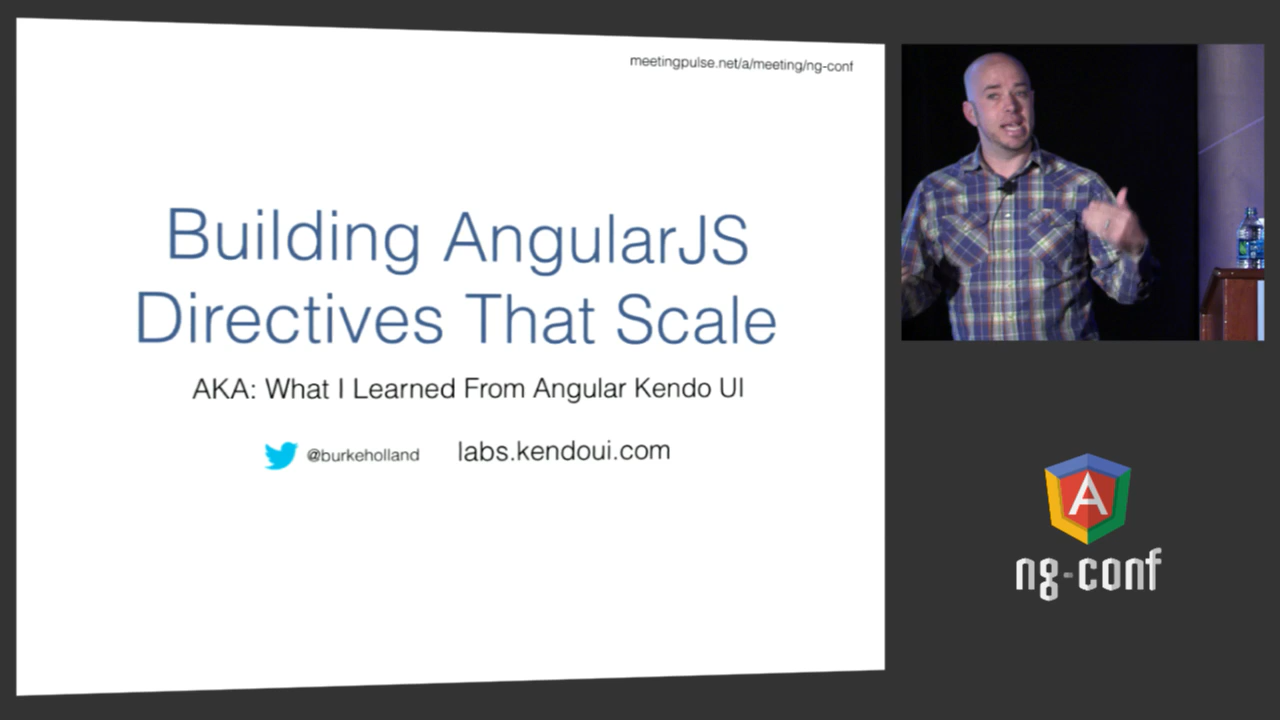 meetingpulse.net/a/meeting/ng-conf
Building AngularJS
Directives That Scale
AKA: What I Learned From Angular Kendo UI
@burkeholland labs.kendoui.com
A
ng-conf